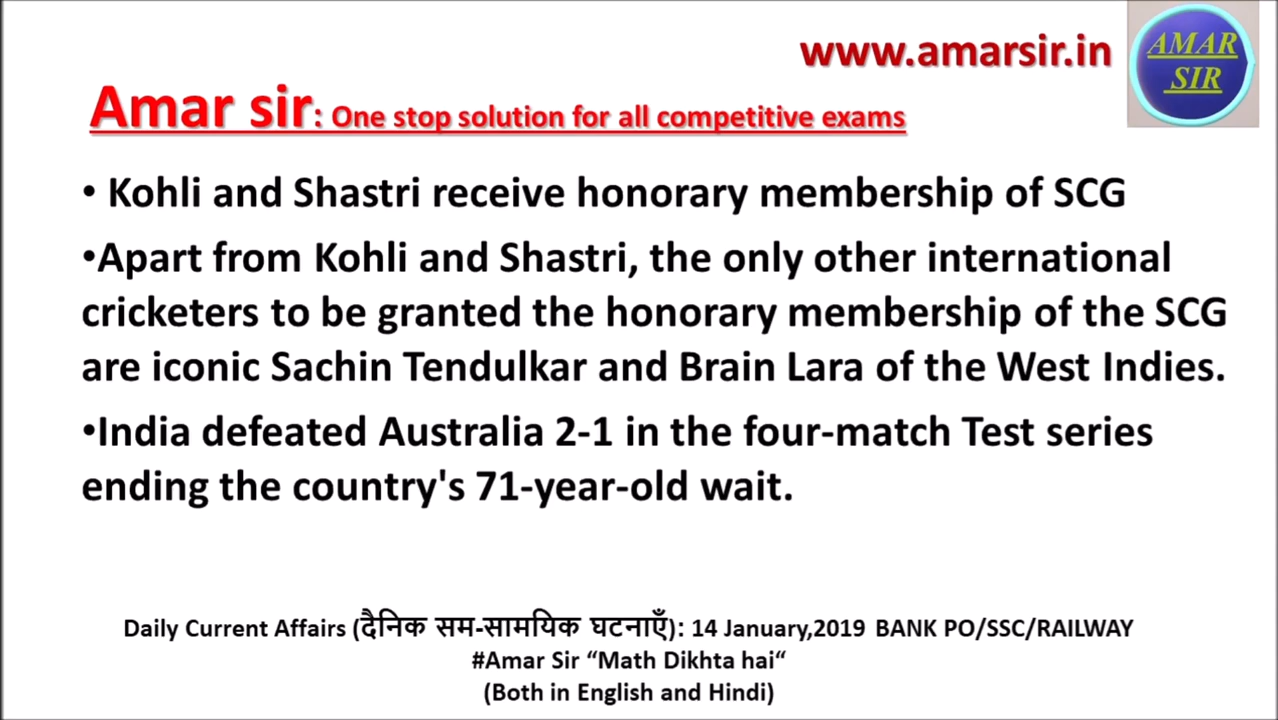 www.amarsir.in
AMAR
SIR
Amar sir: One stop solution for all competitive exams
• Kohli and Shastri receive honorary membership of SCG
•Apart from Kohli and Shastri, the only other international
cricketers to be granted the honorary membership of the SCG
are iconic Sachin Tendulkar and Brain Lara of the West Indies.
•India defeated Australia 2-1 in the four-match Test series
ending the country's 71-year-old wait.
Daily Current Affairs (दैनिक सम-सामयिक घटनाएँ): 14 January,2019 BANK PO/SSC/RAILWAY
#Amar Sir “Math Dikhta hai“
(Both in English and Hindi)